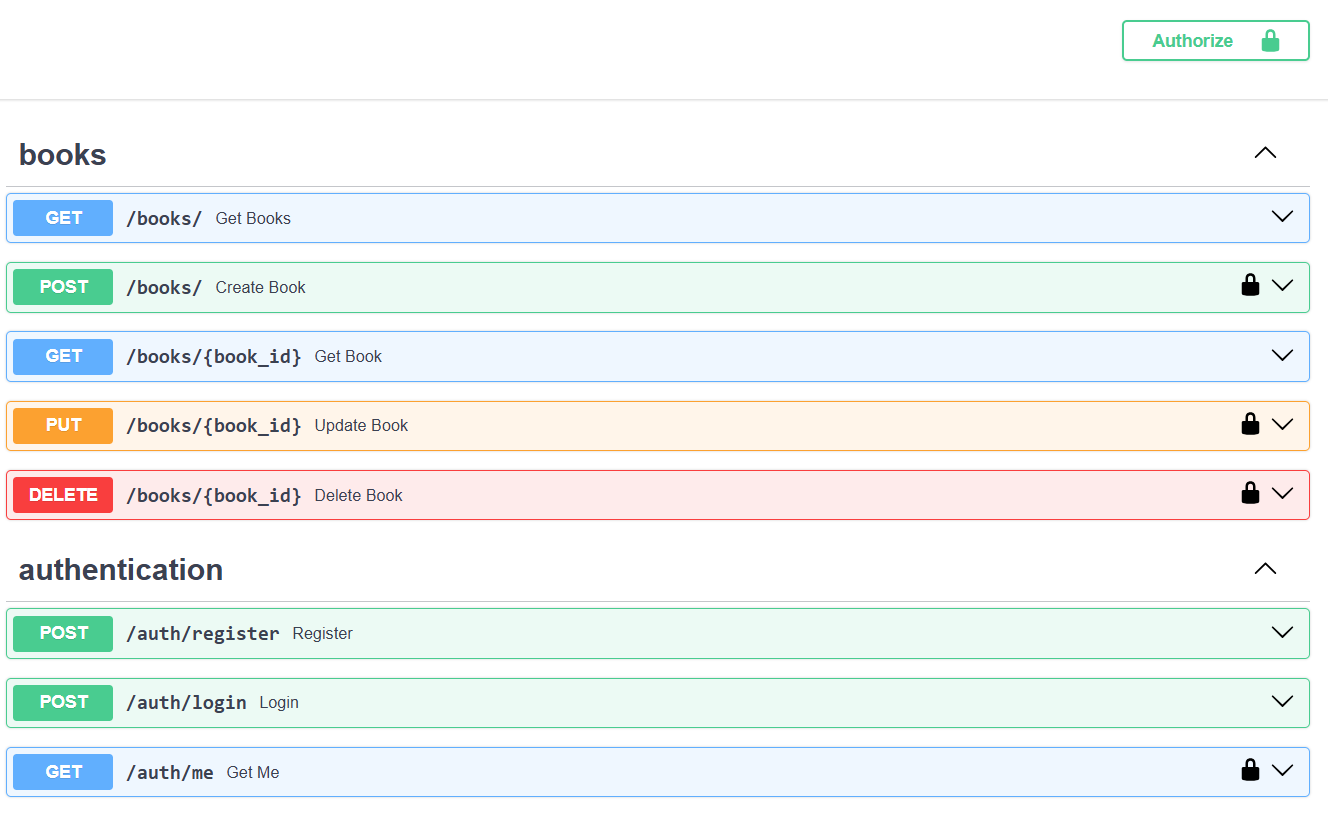 Authorize
books
GET /books/ Get Books
POST /books/ Create Book
GET /books/{book_id} Get Book
PUT /books/{book_id} Update Book
DELETE /books/{book_id} Delete Book
authentication
POST /auth/register Register
POST /auth/login Login
GET /auth/me Get Me